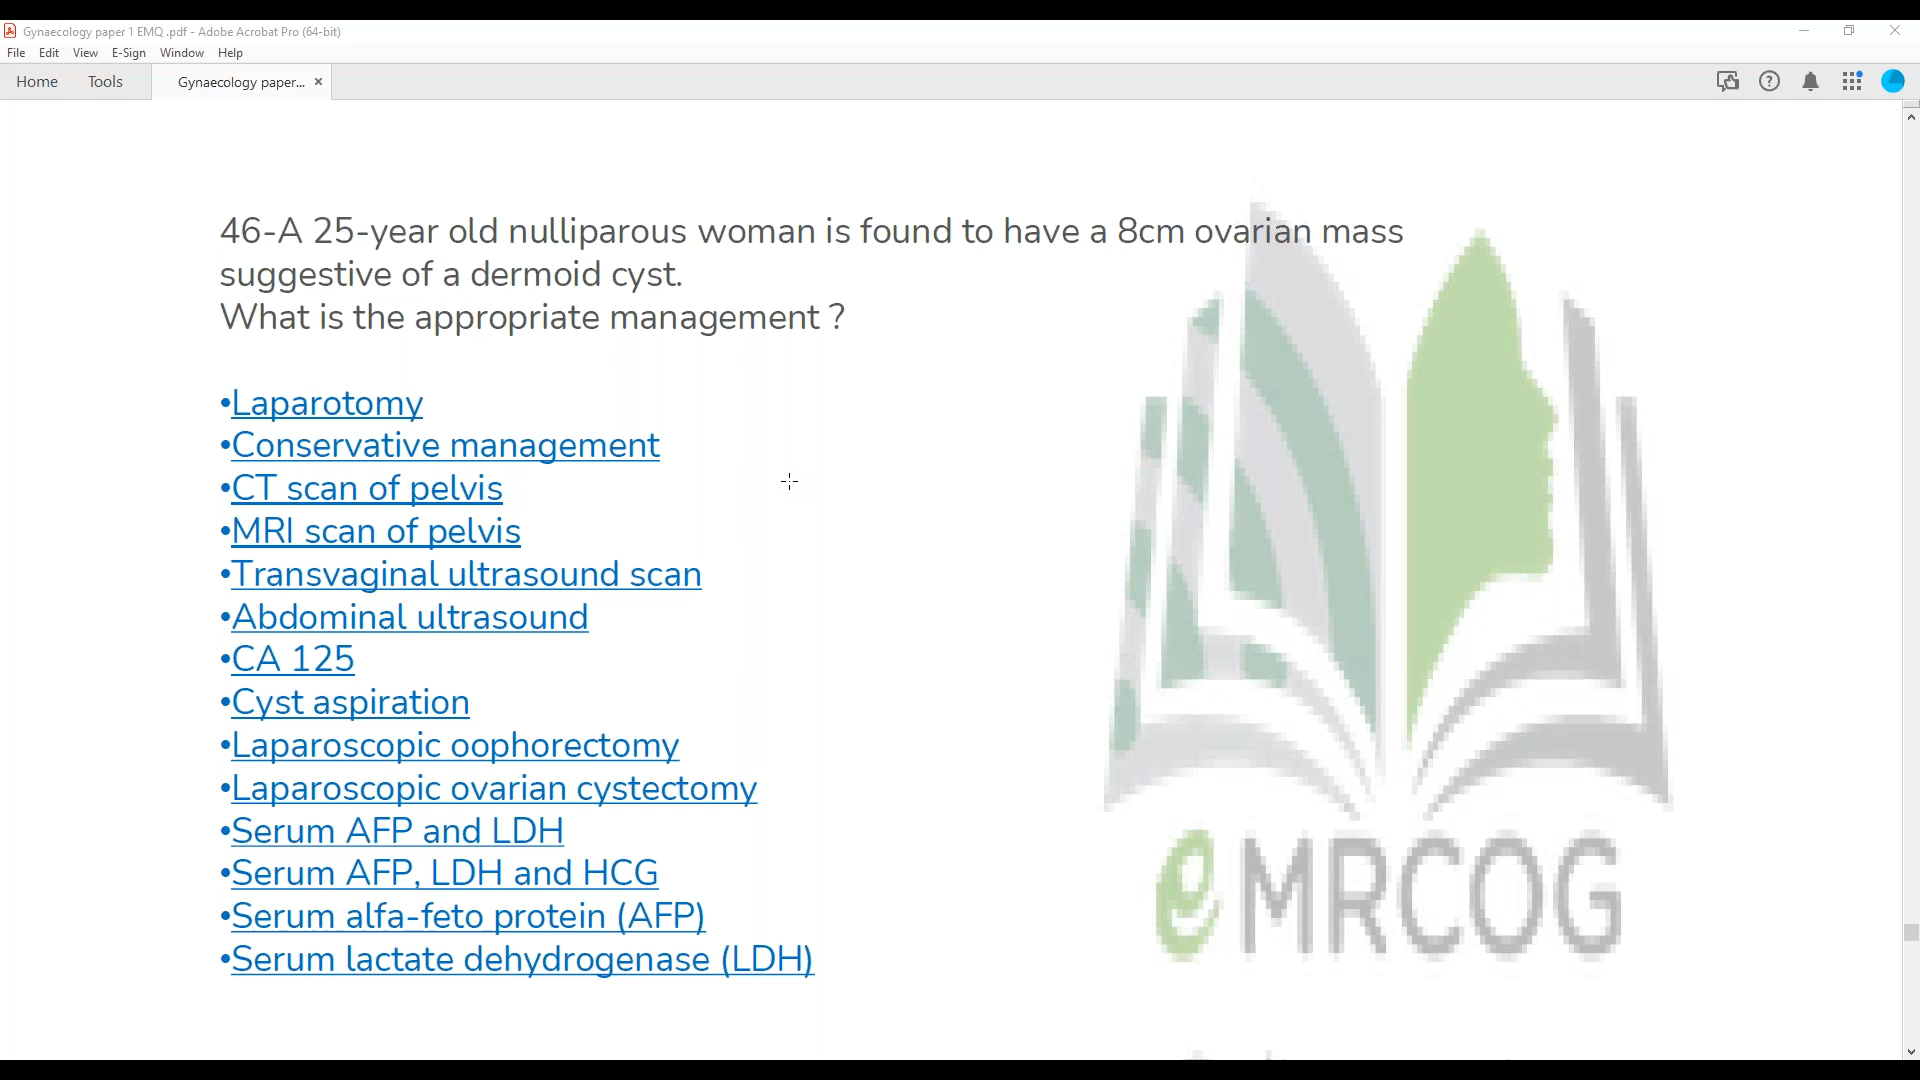 Gynaecology paper 1 EMQ .pdf - Adobe Acrobat Pro (64-bit)
File Edit View E-Sign Window Help
Home Tools Gynaecology paper... ×
46-A 25-year old nulliparous woman is found to have a 8cm ovarian mass
suggestive of a dermoid cyst.
What is the appropriate management ?
•Laparotomy
•Conservative management
•CT scan of pelvis
•MRI scan of pelvis
•Transvaginal ultrasound scan
•Abdominal ultrasound
•CA 125
•Cyst aspiration
•Laparoscopic oophorectomy
•Laparoscopic ovarian cystectomy
•Serum AFP and LDH
•Serum AFP, LDH and HCG
•Serum alfa-feto protein (AFP)
•Serum lactate dehydrogenase (LDH)
eMRCOG